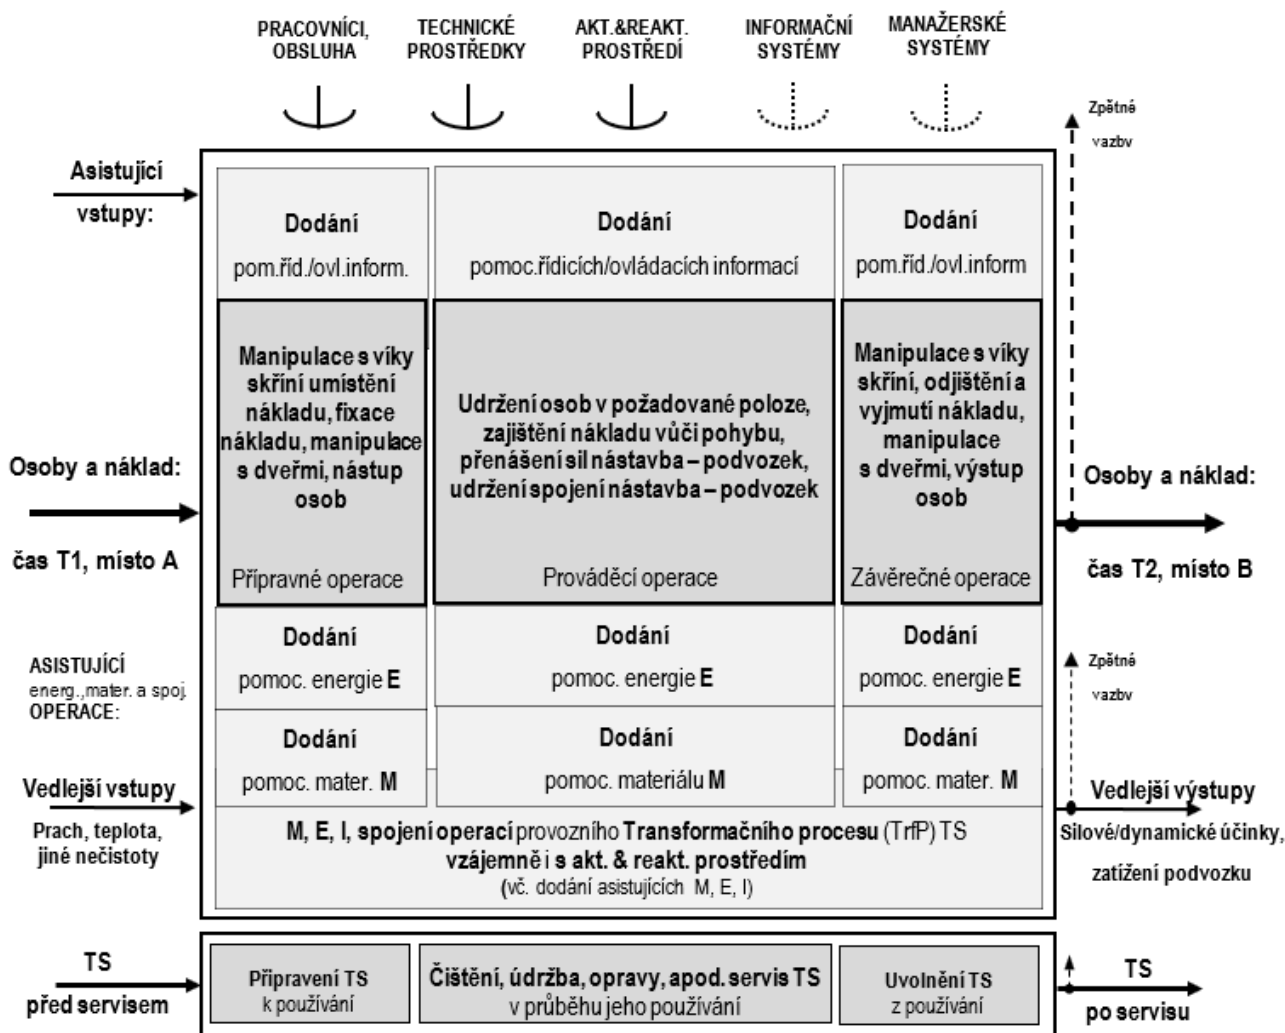 PRACOVNÍCI,
OBSLUHA
TECHNICKÉ
PROSTŘEDKY
AKT.&REAKT.
PROSTŘEDÍ
INFORMAČNÍ
SYSTÉMY
MANAŽERSKÉ
SYSTÉMY
Zpětné
vazbv
Asistující
vstupy:
Dodání
pom.říd./ovl.inform.
Dodání
pomoc.řídicích/ovládacích informací
Dodání
pom.říd./ovl.inform
Manipulace s víky
skříní umístění
nákladu, fixace
nákladu, manipulace
s dveřmi, nástup
osob
Přípravné operace
Udržení osob v požadované poloze,
zajištění nákladu vůči pohybu,
přenášení sil nástavba – podvozek,
udržení spojení nástavba – podvozek
Prováděcí operace
Manipulace s víky
skříní, odjištění a
vyjmutí nákladu,
manipulace
s dveřmi, výstup
osob
Závěrečné operace
Osoby a náklad:
čas T1, místo A
Osoby a náklad:
čas T2, místo B
ASISTUJÍCÍ
energ.,mater. a spoj.
OPERACE:
Dodání
pomoc. energie E
Dodání
pomoc. energie E
Dodání
pomoc. energie E
Zpětné
vazbv
Dodání
pomoc. mater. M
Dodání
pomoc. materiálu M
Dodání
pomoc. mater. M
Vedlejší vstupy
Prach, teplota,
jiné nečistoty
Vedlejší výstupy
Silové/dynamické účinky,
zatížení podvozku
M, E, I, spojení operací provozního Transformačního procesu (TrfP) TS
vzájemně i s akt. & reakt. prostředím
(vč. dodání asistujících M, E, I)
TS
před servisem
Připravení TS
k používání
Čištění, údržba, opravy, apod. servis TS
v průběhu jeho používání
Uvolnění TS
z používání
TS
po servisu